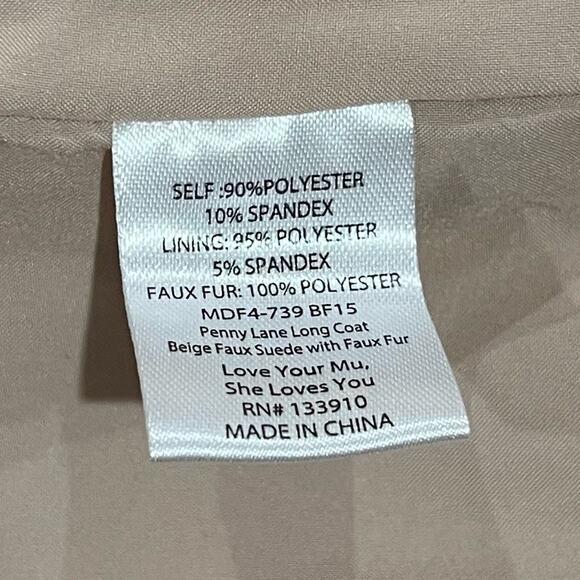 SELF :90%POLYESTER
10% SPANDEX
LINING: 95% POLYESTER
5% SPANDEX
FAUX FUR: 100% POLYESTER
MDF4-739 BF15
Penny Lane Long Coat
Beige Faux Suede with Faux Fur
Love Your Mu,
She Loves You
RN# 133910
MADE IN CHINA